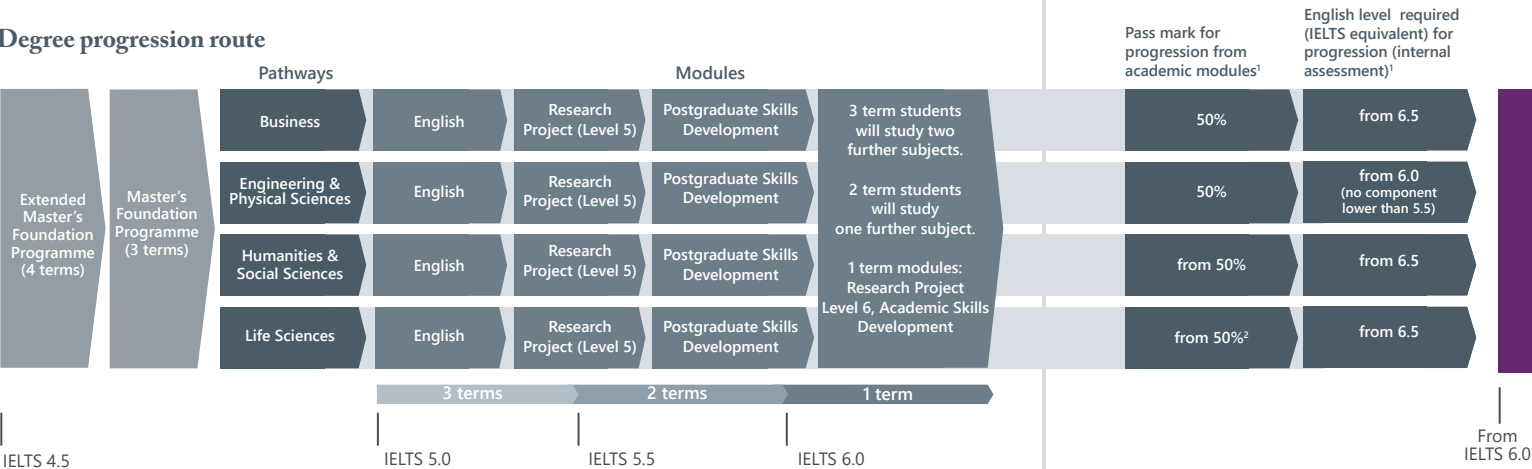 Degree progression route
Pathways
Modules
Pass mark for
progression from
academic modules¹
English level required
(IELTS equivalent) for
progression (internal
assessment)¹
Extended
Master's
Foundation
Programme
(4 terms)
Master's
Foundation
Programme
(3 terms)
Business
English
Research
Project (Level 5)
Postgraduate Skills
Development
50%
from 6.5
Engineering &
Physical Sciences
English
Research
Project (Level 5)
Postgraduate Skills
Development
50%
from 6.0
(no component
lower than 5.5)
Humanities &
Social Sciences
English
Research
Project (Level 5)
Postgraduate Skills
Development
from 50%
from 6.5
Life Sciences
English
Research
Project (Level 5)
Postgraduate Skills
Development
from 50%²
from 6.5
3 term students
will study two
further subjects.
2 term students
will study
one further subject.
1 term modules:
Research Project
Level 6, Academic Skills
Development
3 terms
2 terms
1 term
IELTS 4.5
IELTS 5.0
IELTS 5.5
IELTS 6.0
From
IELTS 6.0